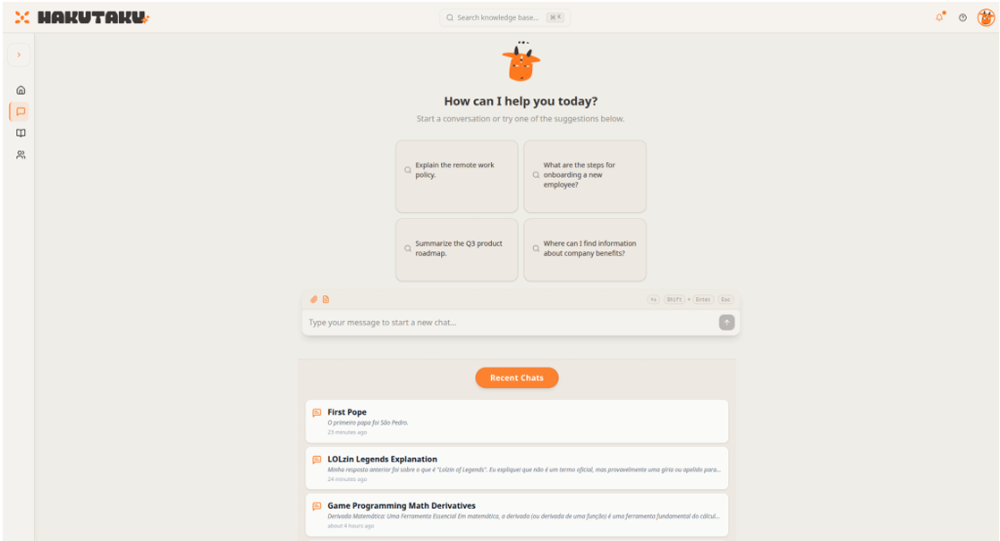 HAKUTAKU
Search knowledge base... ⌘ K
How can I help you today?
Start a conversation or try one of the suggestions below.
Explain the remote work
policy.
What are the steps for
onboarding a new
employee?
Summarize the Q3 product
roadmap.
Where can I find information
about company benefits?
↑↓ Shift + Enter Esc
Type your message to start a new chat...
Recent Chats
First Pope
O primeiro papa foi São Pedro.
23 minutes ago
LOLzin Legends Explanation
Minha resposta anterior foi sobre o que é "Lolzin of Legends". Eu expliquei que não é um termo oficial, mas provavelmente uma gíria ou apelido para...
24 minutes ago
Game Programming Math Derivatives
Derivada Matemática: Uma Ferramenta Essencial Em matemática, a derivada (ou derivada de uma função) é uma ferramenta fundamental do cálcul...
about 4 hours ago